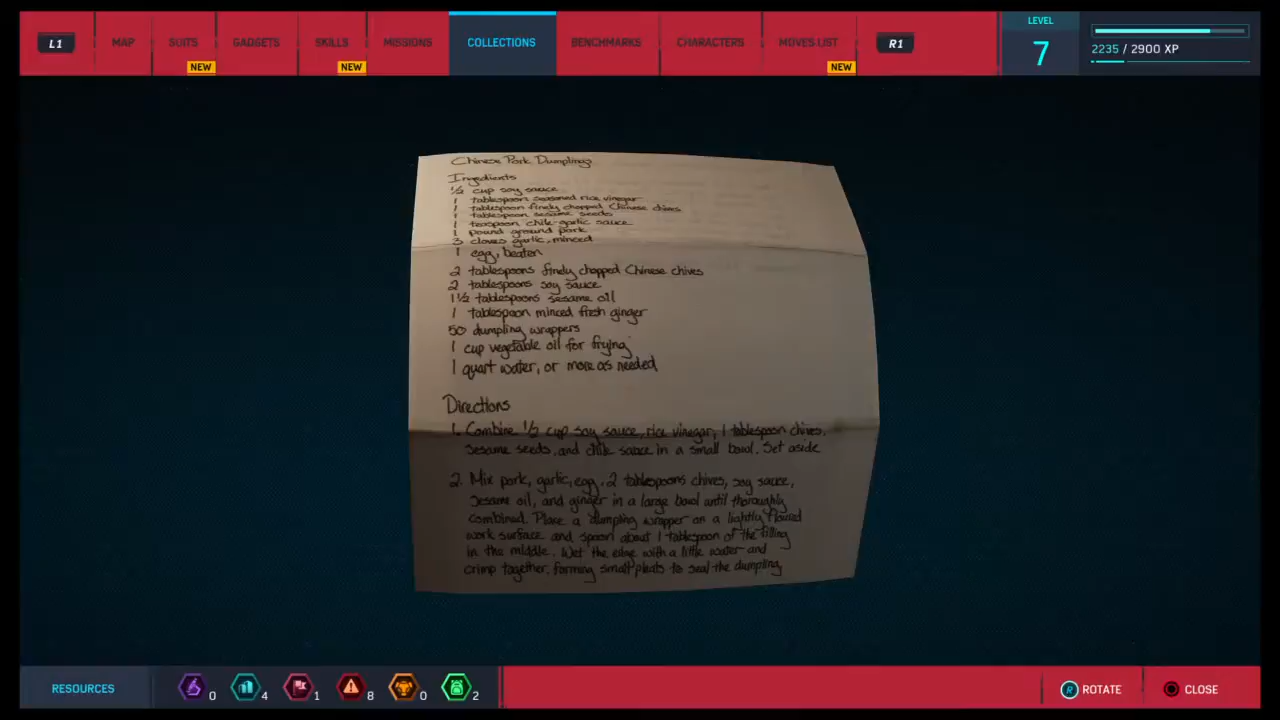 L1
MAP
SUITS
NEW
GADGETS
SKILLS
NEW
MISSIONS
COLLECTIONS
BENCHMARKS
CHARACTERS
MOVES LIST
NEW
R1
LEVEL
7
2235 / 2900 XP
Chinese Pork Dumplings
Ingredients
1/2 cup soy sauce
1 tablespoon seasoned rice vinegar
1 tablespoon finely chopped Chinese chives
1 tablespoon sesame seeds
1 teaspoon chile-garlic sauce
1 pound ground pork
3 cloves garlic, minced
1 egg, beaten
2 tablespoons finely chopped Chinese chives
2 tablespoons soy sauce
1 1/2 tablespoons sesame oil
1 tablespoon minced fresh ginger
50 dumpling wrappers
1 cup vegetable oil for frying
1 quart water, or more as needed
Directions
1. Combine 1/2 cup soy sauce, rice vinegar, 1 tablespoon chives,
sesame seeds, and chile sauce in a small bowl. Set aside
2. Mix pork, garlic, egg, 2 tablespoons chives, soy sauce,
sesame oil, and ginger in a large bowl until thoroughly
combined. Place a dumpling wrapper on a lightly floured
work surface and spoon about 1 tablespoon of the filling
in the middle. Wet the edge with a little water and
crimp together, forming small pleats to seal the dumpling,
RESOURCES
0
4
1
8
0
2
R ROTATE
CLOSE